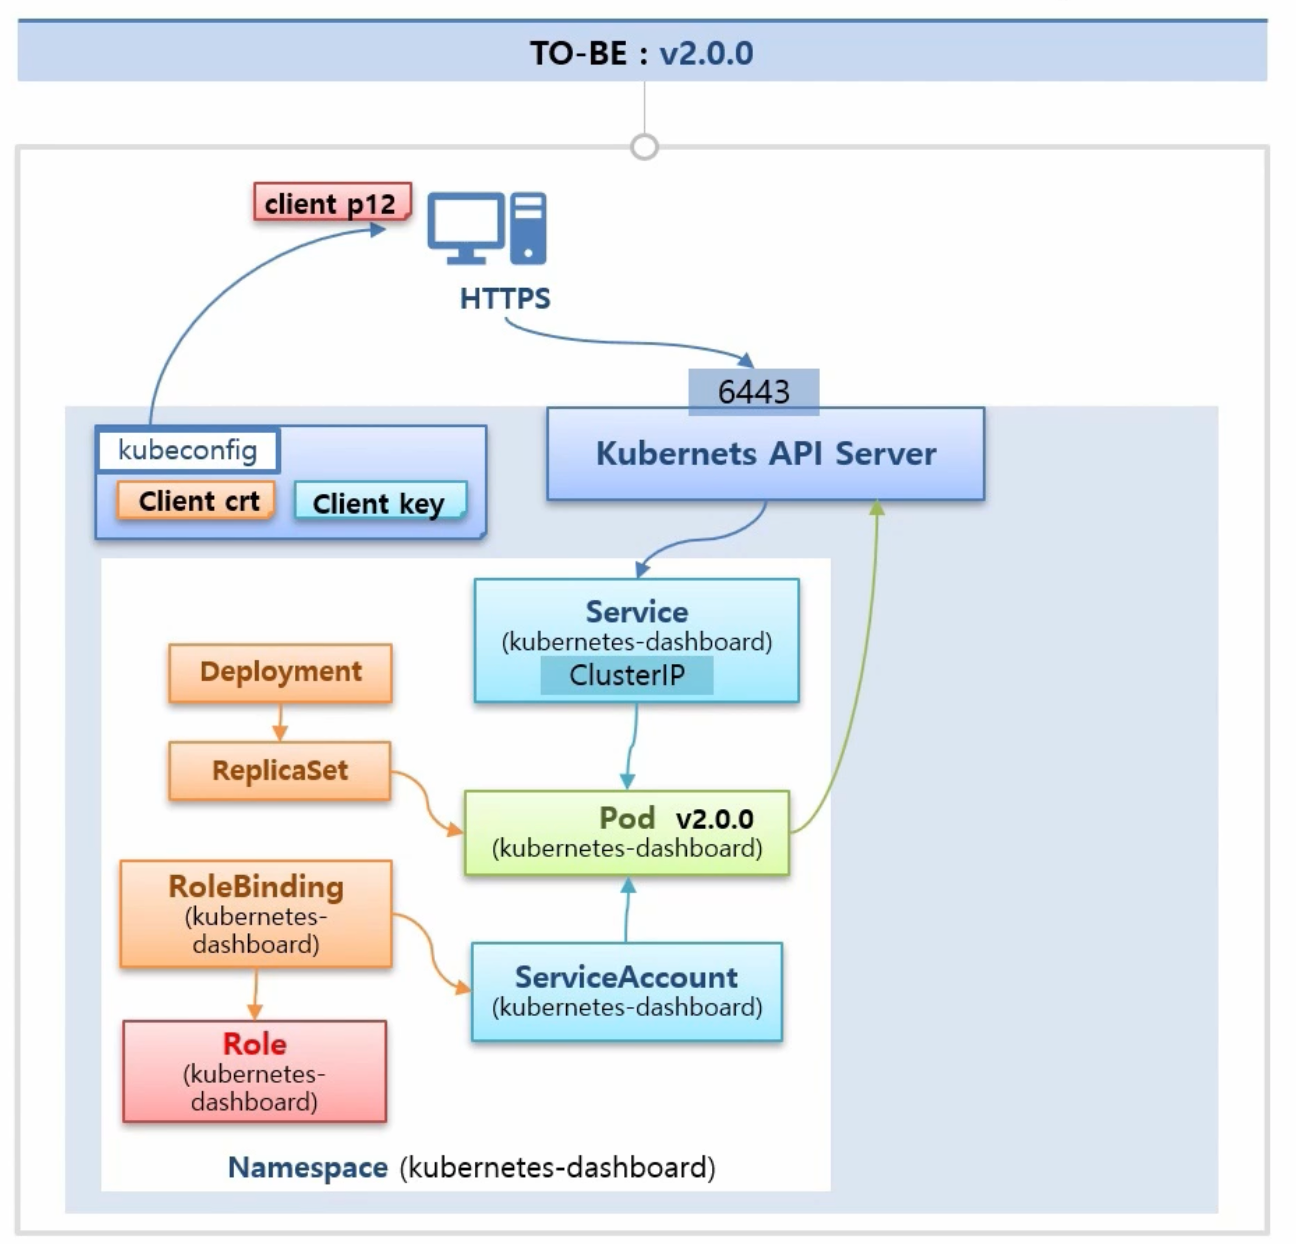 TO-BE : v2.0.0
client p12
HTTPS
6443
Kubernets API Server
kubeconfig
Client crt
Client key
Service
(kubernetes-dashboard)
ClusterIP
Deployment
ReplicaSet
Pod v2.0.0
(kubernetes-dashboard)
RoleBinding
(kubernetes-
dashboard)
ServiceAccount
(kubernetes-dashboard)
Role
(kubernetes-
dashboard)
Namespace (kubernetes-dashboard)